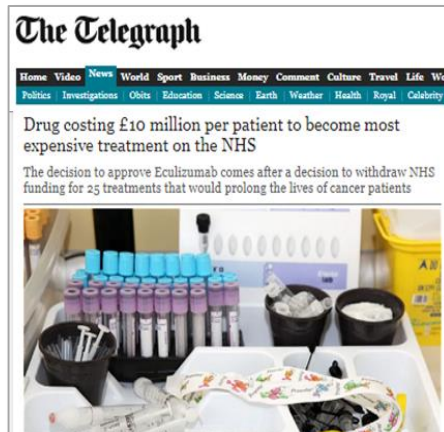 The Telegraph
Home Video News World Sport Business Money Comment Culture Travel Life
Politics Investigations Obits Education Science Earth Weather Health Royal Celebrity
Drug costing £10 million per patient to become most
expensive treatment on the NHS
The decision to approve Eculizumab comes after a decision to withdraw NHS
funding for 25 treatments that would prolong the lives of cancer patients